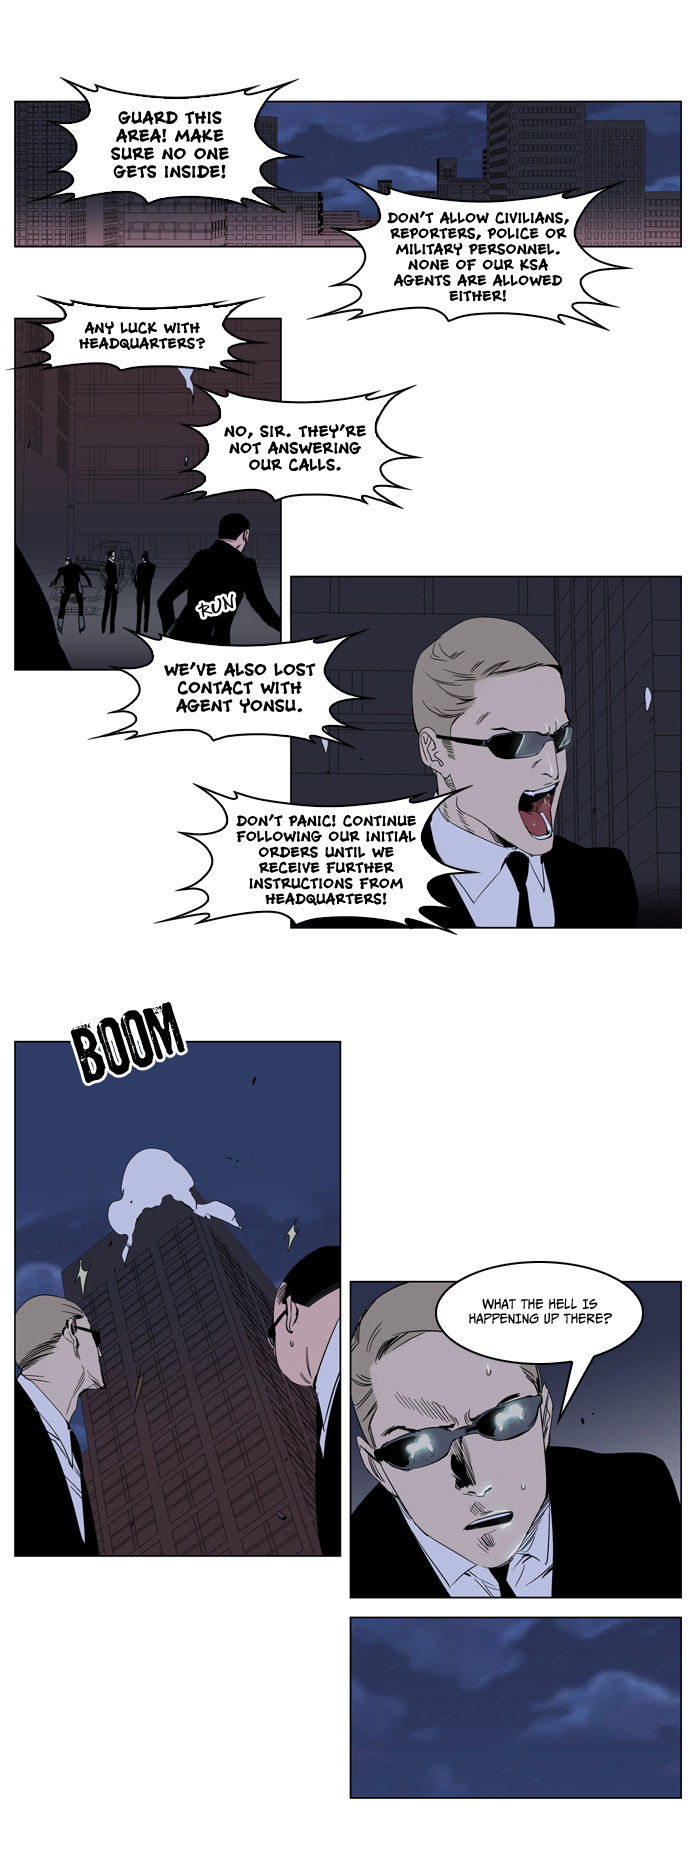 GUARD THIS
AREA! MAKE
SURE NO ONE
GETS INSIDE!
DON'T ALLOW CIVILIANS,
REPORTERS, POLICE OR
MILITARY PERSONNEL.
NONE OF OUR KSA
AGENTS ARE ALLOWED
EITHER!
ANY LUCK WITH
HEADQUARTERS?
NO, SIR. THEY'RE
NOT ANSWERING
OUR CALLS.
RUN
WE'VE ALSO LOST
CONTACT WITH
AGENT YONSU.
DON'T PANIC! CONTINUE
FOLLOWING OUR INITIAL
ORDERS UNTIL WE
RECEIVE FURTHER
INSTRUCTIONS FROM
HEADQUARTERS!
BOOM
WHAT THE HELL IS
HAPPENING UP THERE?